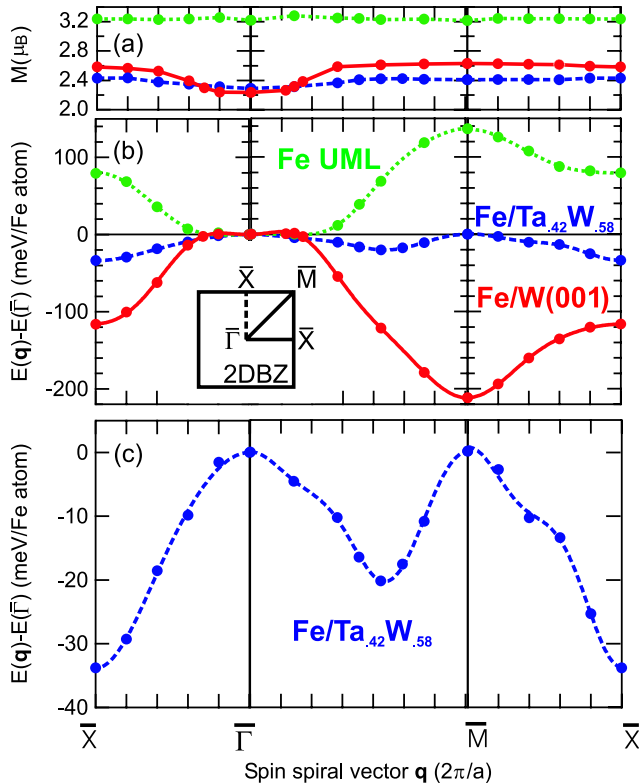 3.2
2.8
2.4
2.0
M(μB)
(a)
100
0
-100
-200
E(q)-E(Γ̅) (meV/Fe atom)
(b)
Fe UML
Fe/Ta.42W.58
Fe/W(001)
X̅ M̅
Γ̅ X̅
2DBZ
0
-10
-20
-30
-40
E(q)-E(Γ̅) (meV/Fe atom)
(c)
Fe/Ta.42W.58
X̅ Γ̅ M̅ X̅
Spin spiral vector q (2π/a)